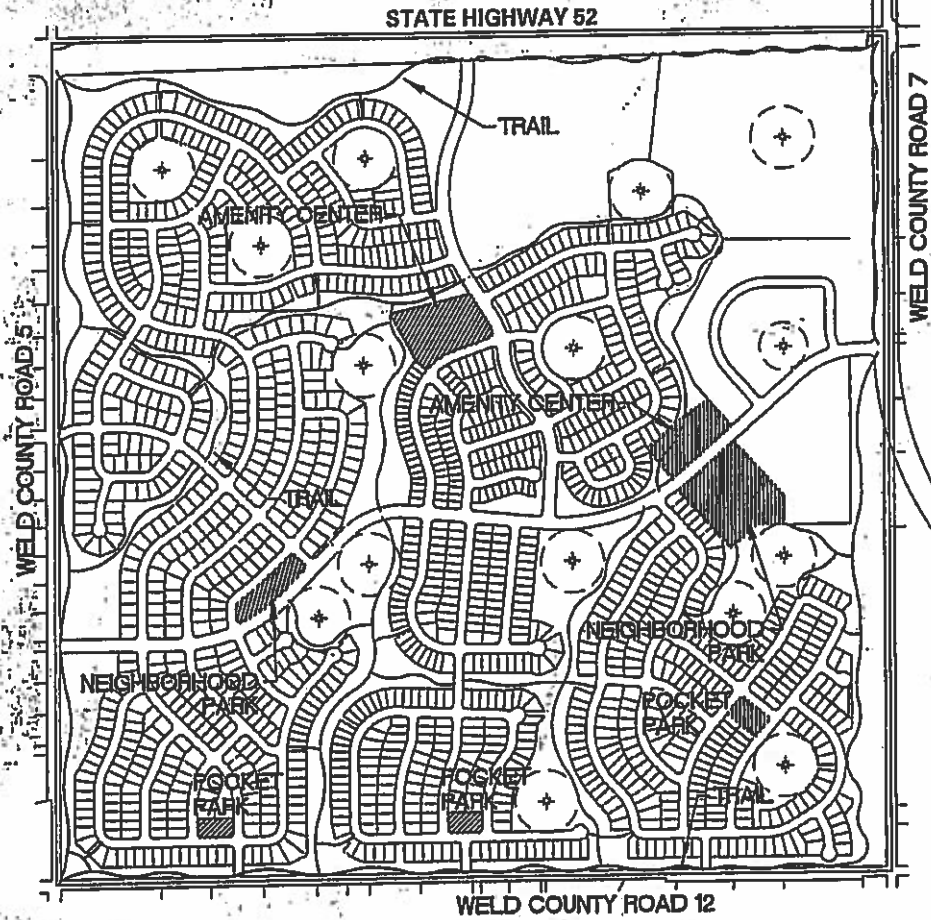 STATE HIGHWAY 52
TRAIL
WELD COUNTY ROAD 7
AMENITY CENTER
WELD COUNTY ROAD 5
AMENITY CENTER
TRAIL
NEIGHBORHOOD
PARK
NEIGHBORHOOD
PARK
POCKET
PARK
POCKET
PARK
POCKET
PARK
TRAIL
WELD COUNTY ROAD 12